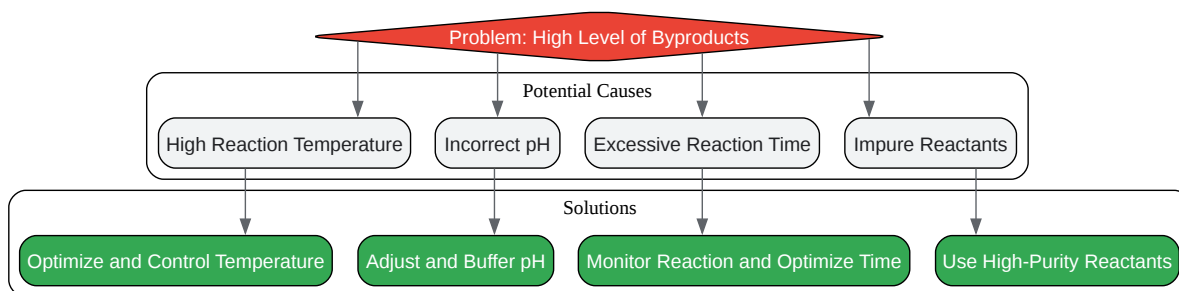 Problem: High Level of Byproducts
Potential Causes
High Reaction Temperature
Incorrect pH
Excessive Reaction Time
Impure Reactants
Solutions
Optimize and Control Temperature
Adjust and Buffer pH
Monitor Reaction and Optimize Time
Use High-Purity Reactants